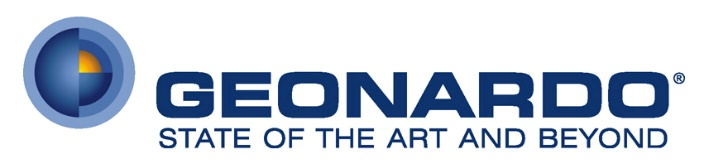 GEONARDO®
STATE OF THE ART AND BEYOND